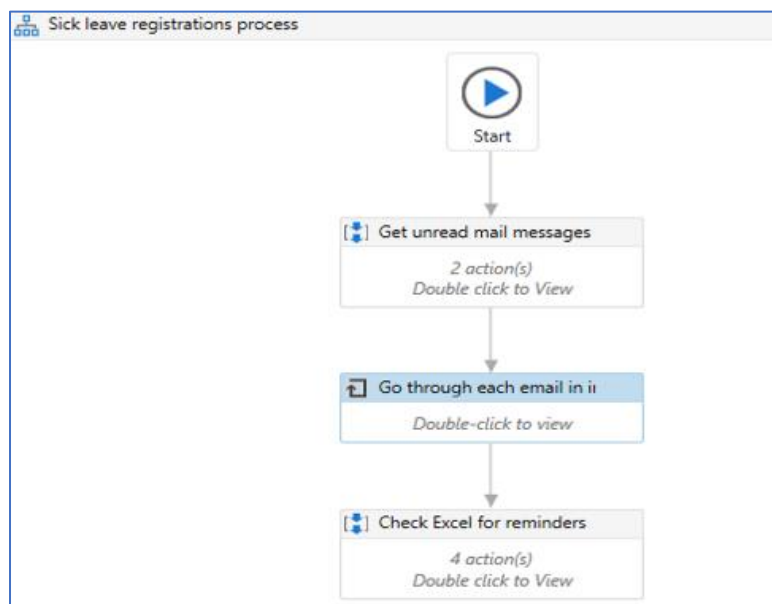 Sick leave registrations process
Start
Get unread mail messages
2 action(s)
Double click to View
Go through each email in
Double-click to view
Check Excel for reminders
4 action(s)
Double click to View